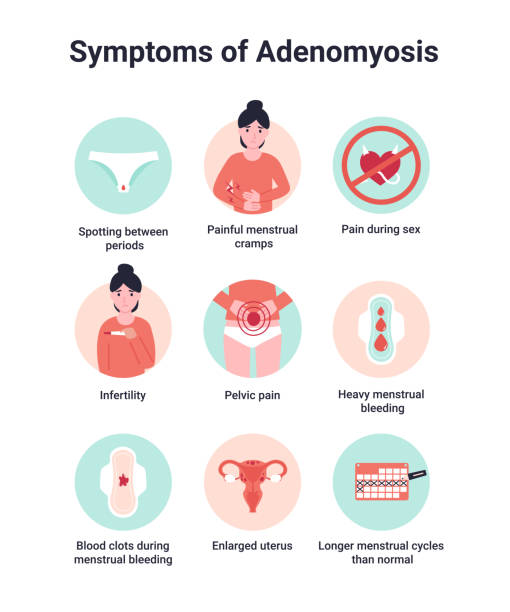 Symptoms of Adenomyosis
Spotting between
periods
Painful menstrual
cramps
Pain during sex
Infertility
Pelvic pain
Heavy menstrual
bleeding
Blood clots during
menstrual bleeding
Enlarged uterus
Longer menstrual cycles
than normal